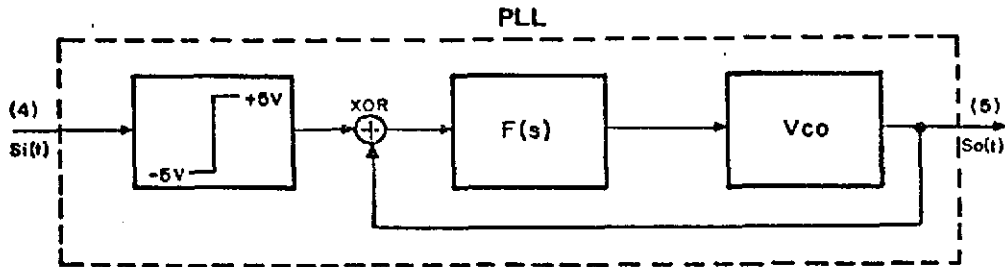 PLL
(4)
Si(t)
+5V
-5V
XOR
F(s)
Vco
(5)
So(t)